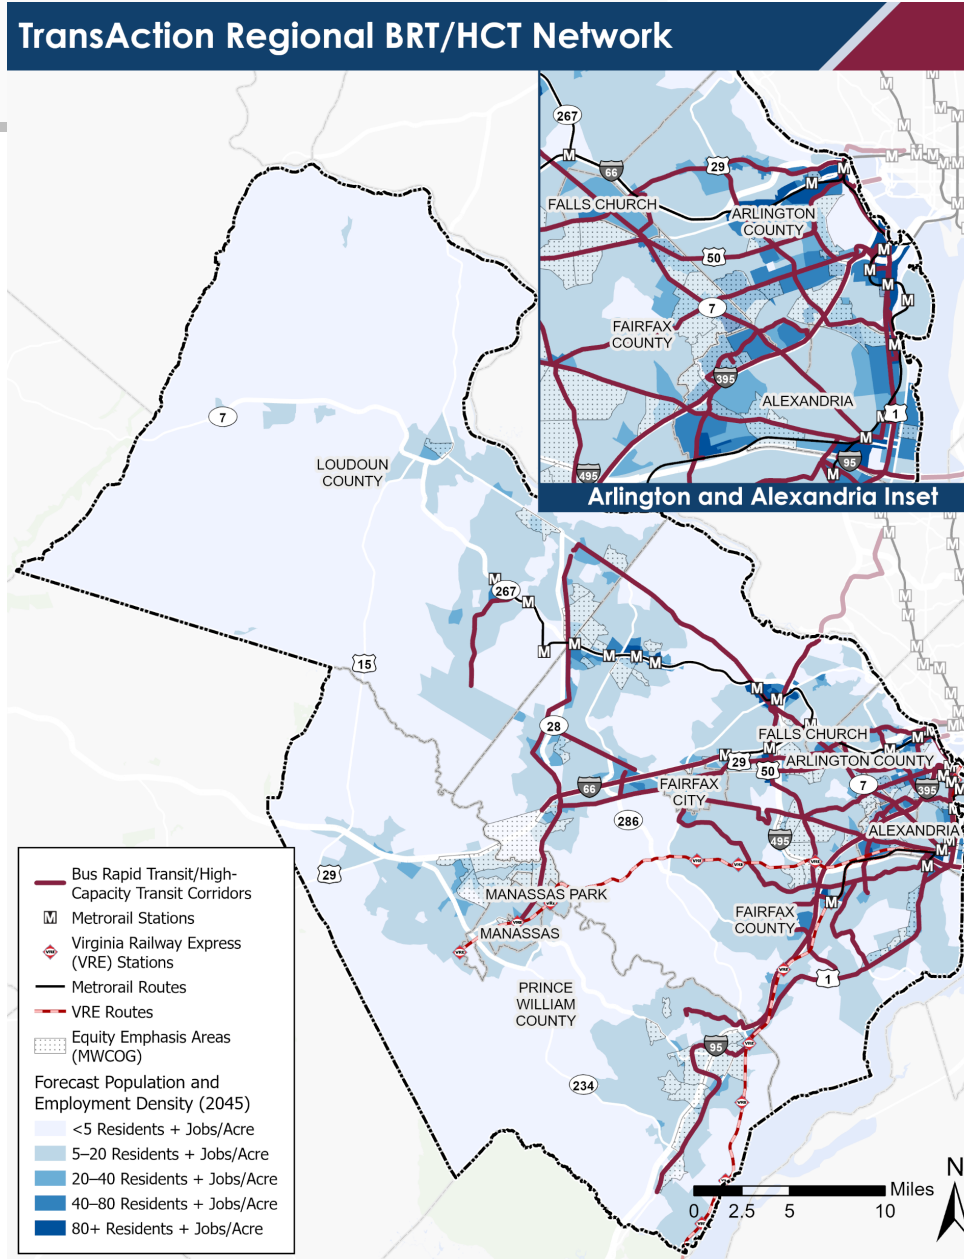 TransAction Regional BRT/HCT Network
267
66
29
FALLS CHURCH
ARLINGTON
COUNTY
50
7
FAIRFAX
COUNTY
395
ALEXANDRIA
1
95
495
Arlington and Alexandria Inset
7
LOUDOUN
COUNTY
267
15
28
FALLS CHURCH
29
50
ARLINGTON COUNTY
66
FAIRFAX
CITY
7
395
286
495
ALEXANDRIA
29
MANASSAS PARK
MANASSAS
FAIRFAX
COUNTY
1
PRINCE
WILLIAM
COUNTY
95
234
Bus Rapid Transit/High-
Capacity Transit Corridors
M Metrorail Stations
VRE Virginia Railway Express
(VRE) Stations
Metrorail Routes
VRE Routes
Equity Emphasis Areas
(MWCOG)
Forecast Population and
Employment Density (2045)
<5 Residents + Jobs/Acre
5–20 Residents + Jobs/Acre
20–40 Residents + Jobs/Acre
40–80 Residents + Jobs/Acre
80+ Residents + Jobs/Acre
N
Miles
0 2.5 5 10